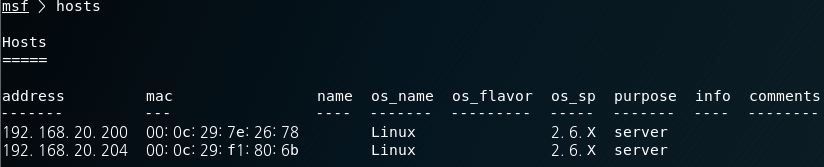 msf > hosts
Hosts
=====
address mac name os_name os_flavor os_sp purpose info comments
------- --- ---- ------- --------- ----- ------- ---- --------
192.168.20.200 00:0c:29:7e:26:78 Linux 2.6.X server
192.168.20.204 00:0c:29:f1:80:6b Linux 2.6.X server